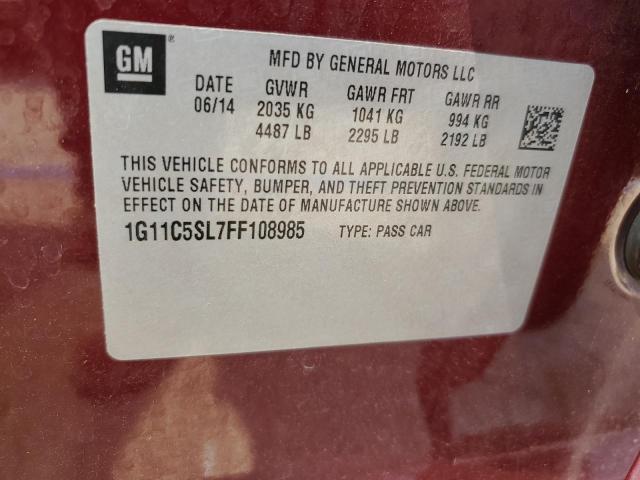 GM ®
MFD BY GENERAL MOTORS LLC
DATE GVWR GAWR FRT GAWR RR
06/14 2035 KG 1041 KG 994 KG
4487 LB 2295 LB 2192 LB
THIS VEHICLE CONFORMS TO ALL APPLICABLE U.S. FEDERAL MOTOR
VEHICLE SAFETY, BUMPER, AND THEFT PREVENTION STANDARDS IN
EFFECT ON THE DATE OF MANUFACTURE SHOWN ABOVE.
1G11C5SL7FF108985 TYPE: PASS CAR